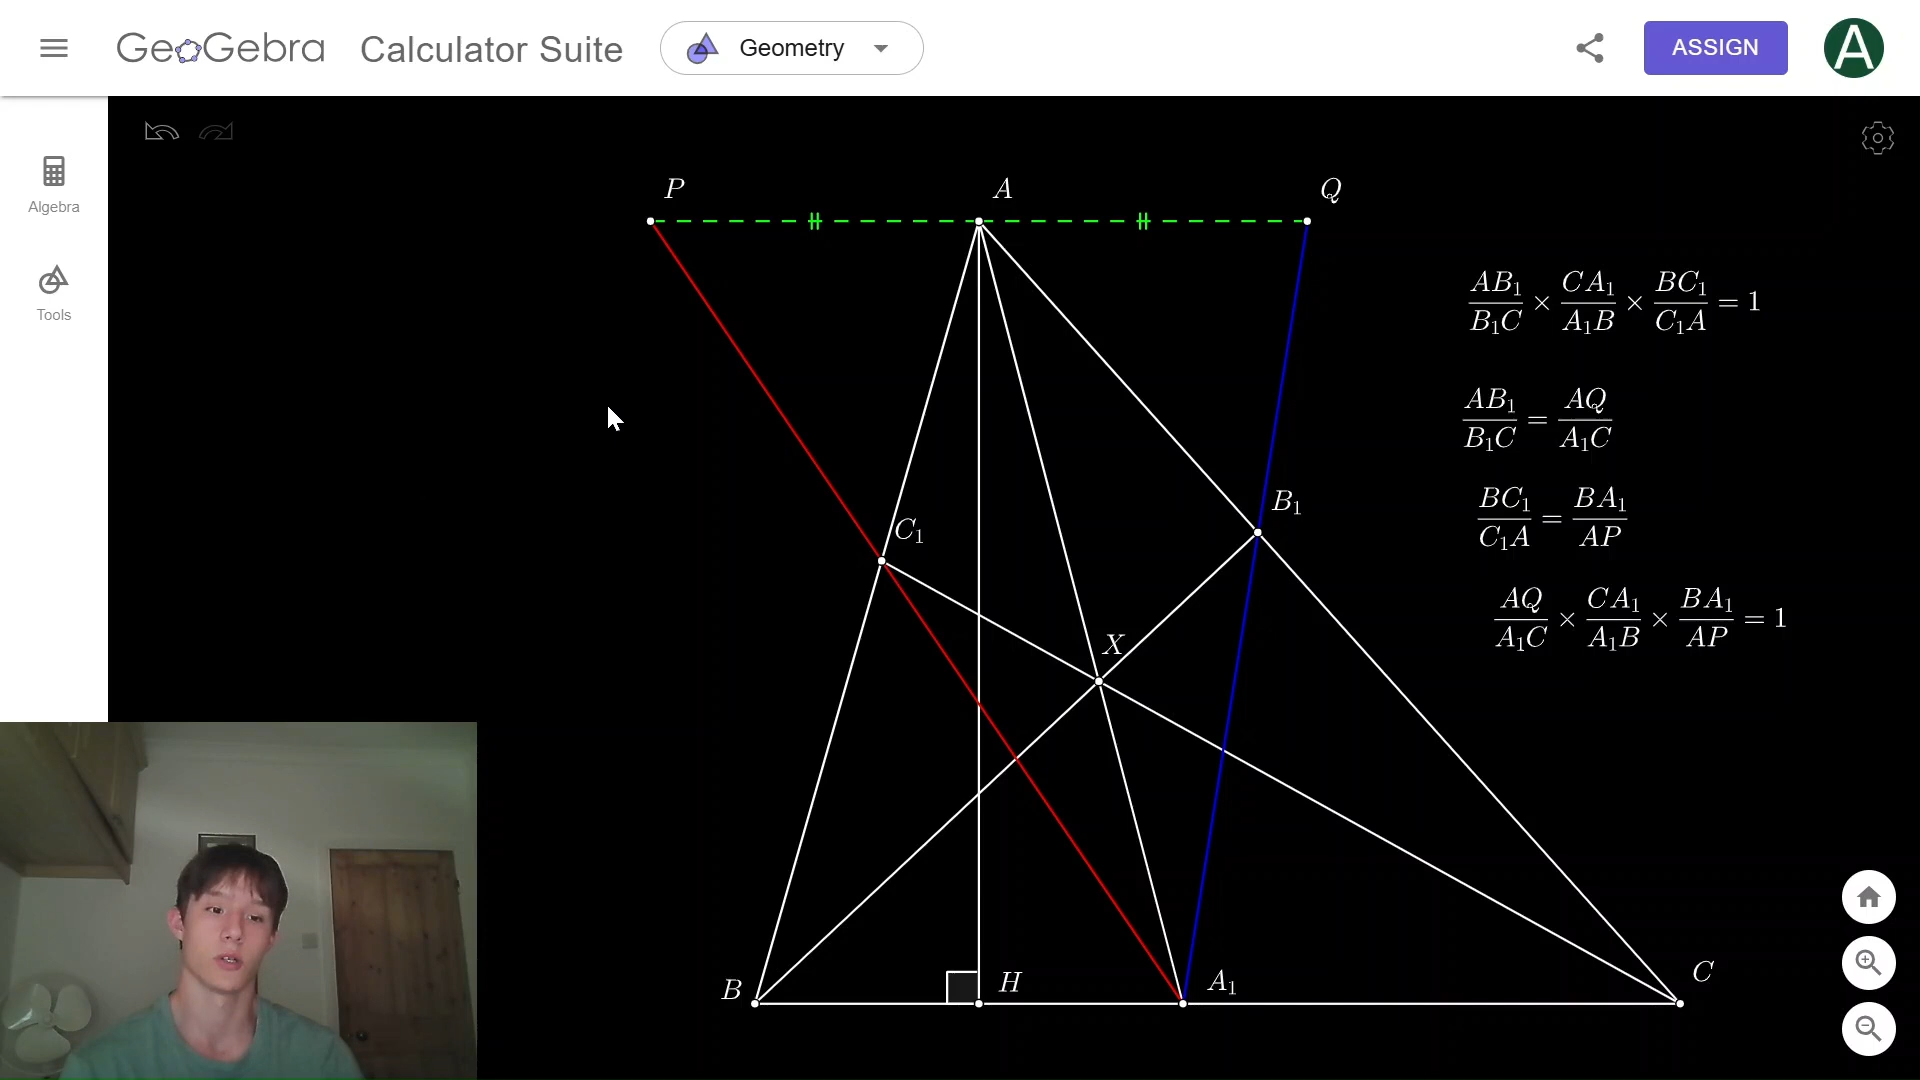 GeoGebra Calculator Suite Geometry ASSIGN A
Algebra
Tools
P A Q
AB₁/B₁C × CA₁/A₁B × BC₁/C₁A = 1
AB₁/B₁C = AQ/A₁C
B₁
C₁
BC₁/C₁A = BA₁/AP
AQ/A₁C × CA₁/A₁B × BA₁/AP = 1
X
B H A₁ C